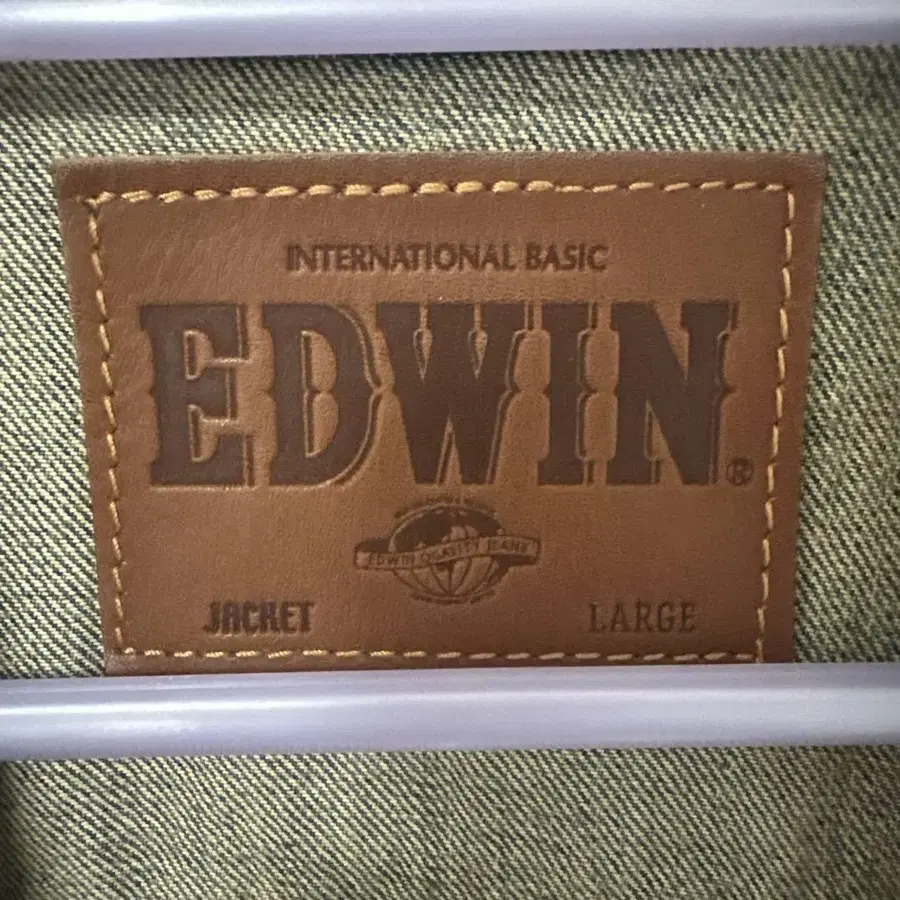 INTERNATIONAL BASIC
EDWIN®
EDWIN QUALITY JEANS
JACKET
LARGE